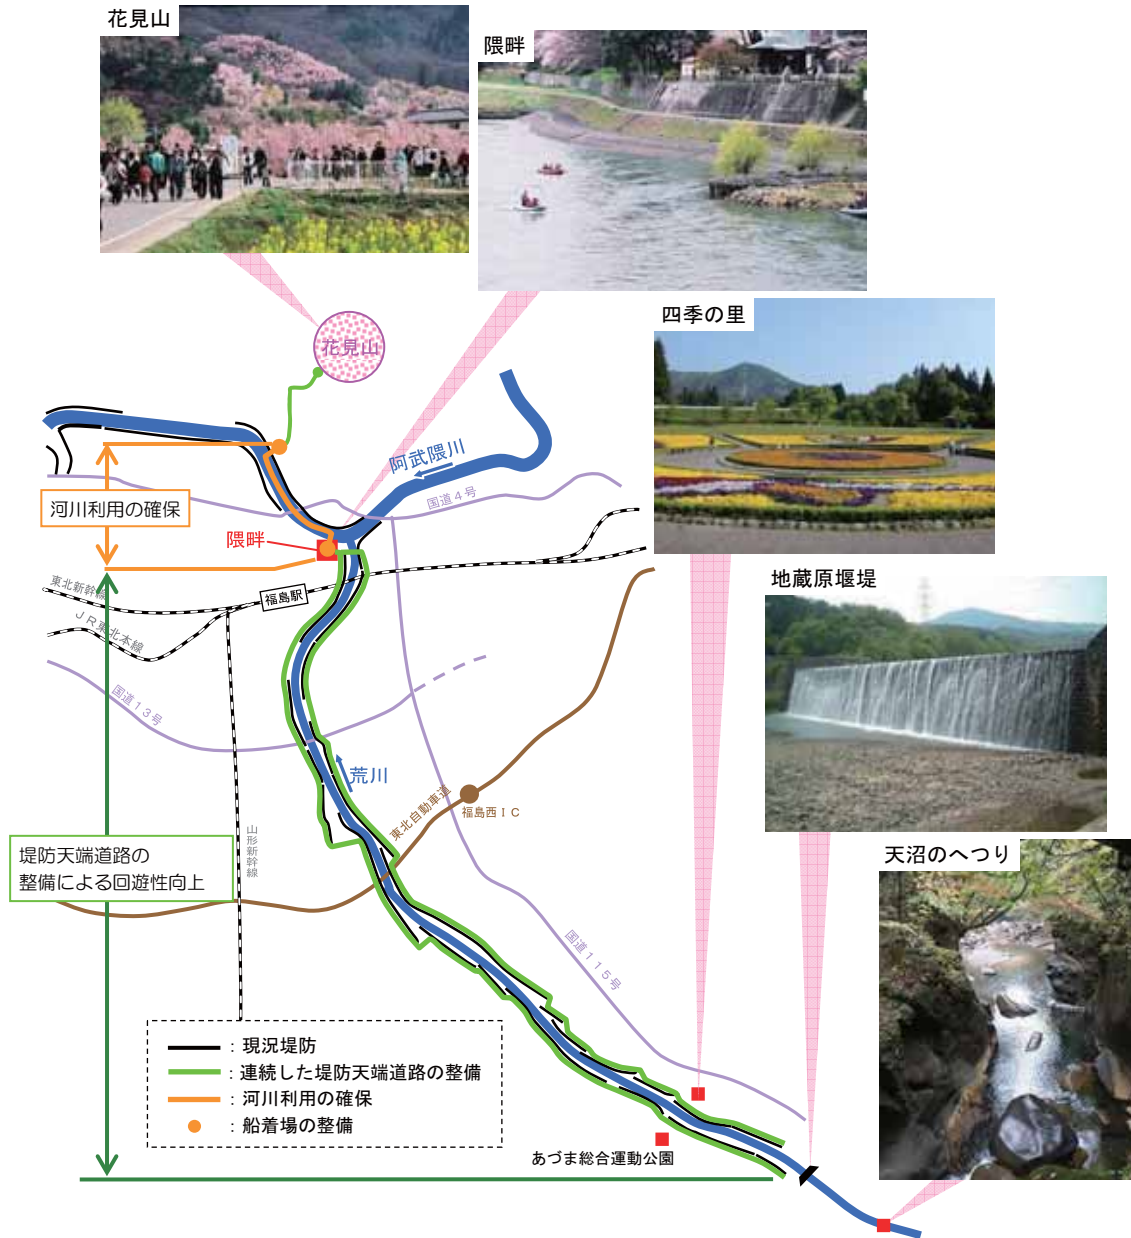 花見山
隈畔
四季の里
花見山
阿武隈川
国道4号
河川利用の確保
隈畔
東北新幹線
福島駅
JR東北本線
地蔵原堰堤
国道13号
荒川
東北自動車道
福島西IC
山形新幹線
堤防天端道路の
整備による回遊性向上
天沼のへつり
国道115号
:現況堤防
:連続した堤防天端道路の整備
:河川利用の確保
:船着場の整備
あづま総合運動公園